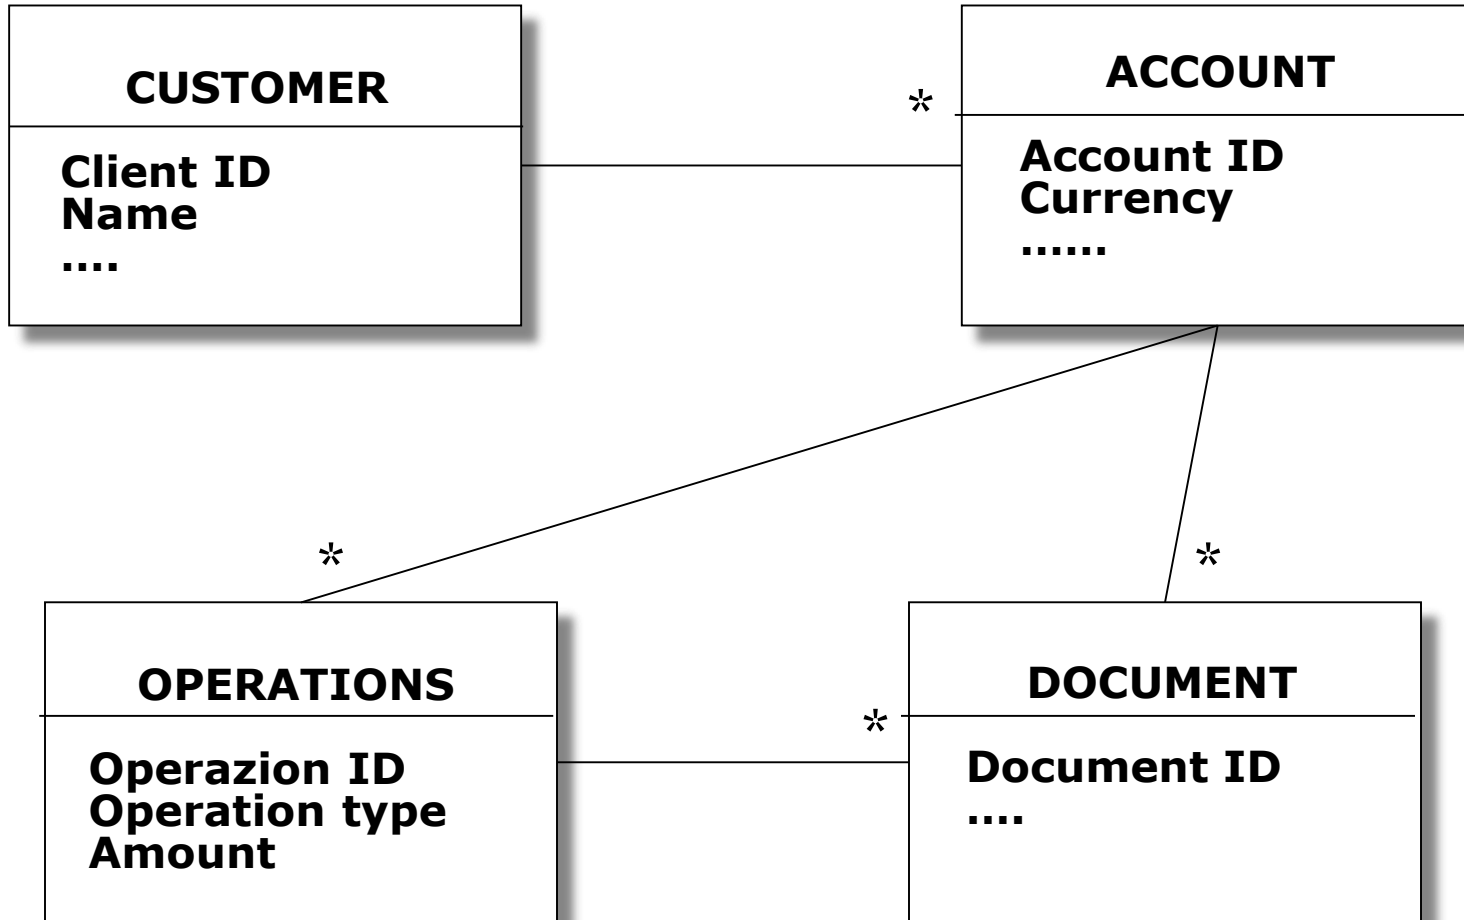 CUSTOMER
Client ID
Name
....
*
ACCOUNT
Account ID
Currency
......
*
*
OPERATIONS
Operazion ID
Operation type
Amount
*
DOCUMENT
Document ID
....